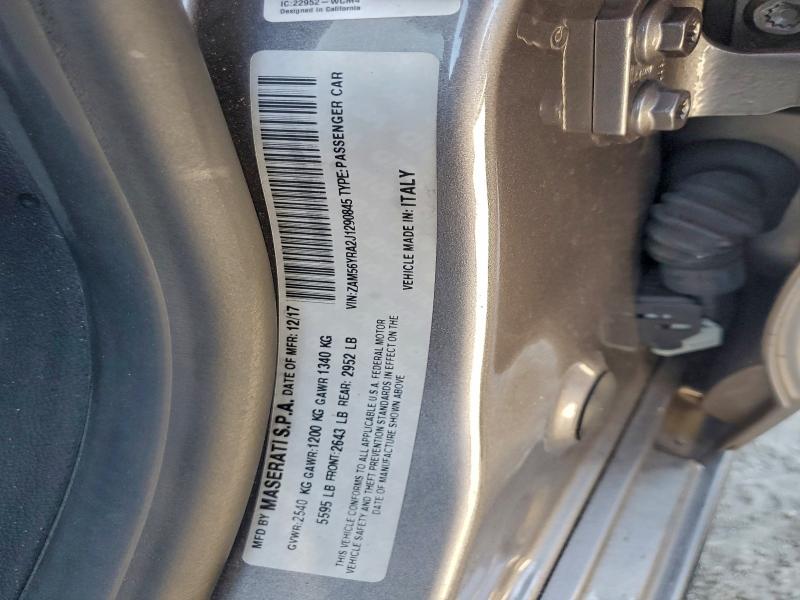 IC:22952-WCHM4
Designed in California
MFD BY MASERATI S.P.A. DATE OF MFR: 12/17
GVWR:2540 KG GAWR:1200 KG GAWR 1340 KG
5595 LB FRONT:2643 LB REAR: 2952 LB
THIS VEHICLE CONFORMS TO ALL APPLICABLE U.S.A. FEDERAL MOTOR
VEHICLE SAFETY AND THEFT PREVENTION STANDARDS IN EFFECT ON THE
DATE OF MANUFACTURE SHOWN ABOVE
VIN:ZAM56YRA2J1290845 TYPE:PASSENGER CAR
VEHICLE MADE IN: ITALY